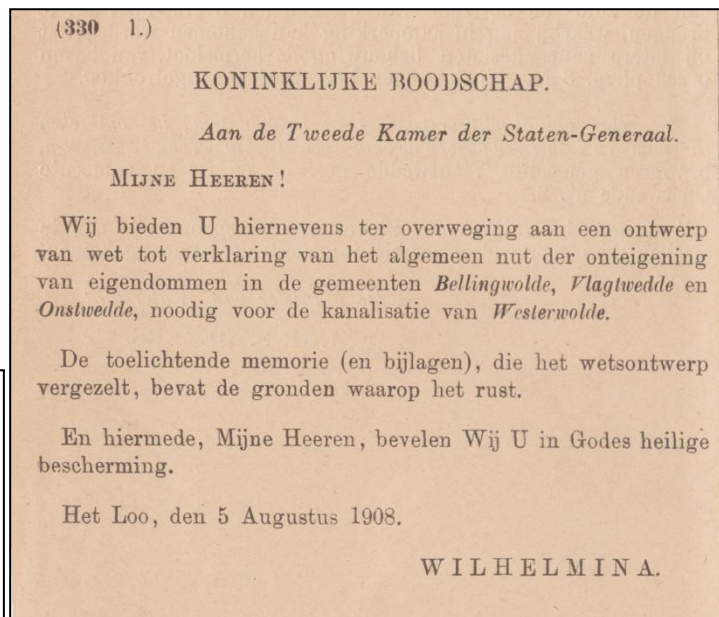 (330 1.)
KONINKLIJKE BOODSCHAP.
Aan de Tweede Kamer der Staten-Generaal.
MIJNE HEEREN!
Wij bieden U hiernevens ter overweging aan een ontwerp
van wet tot verklaring van het algemeen nut der onteigening
van eigendommen in de gemeenten Bellingwolde, Vlagtwedde en
Onstwedde, noodig voor de kanalisatie van Westerwolde.
De toelichtende memorie (en bijlagen), die het wetsontwerp
vergezelt, bevat de gronden waarop het rust.
En hiermede, Mijne Heeren, bevelen Wij U in Godes heilige
bescherming.
Het Loo, den 5 Augustus 1908.
WILHELMINA.